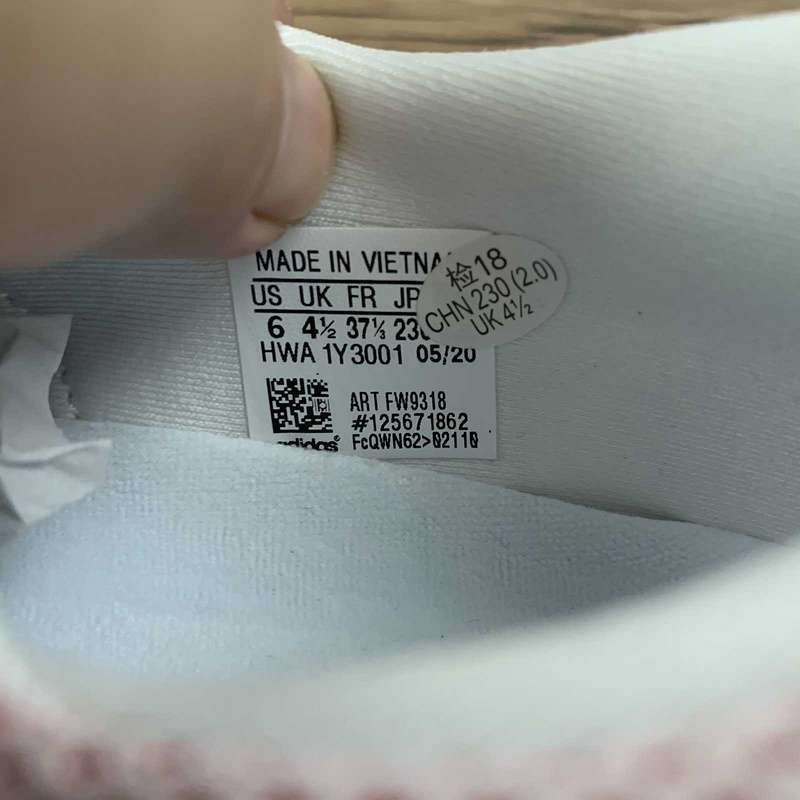 MADE IN VIETNA
US UK FR JP
6 4½ 37⅓ 230
HWA 1Y3001 05/20
ART FW9318
#125671862
adidas® FcQWN62>02110
检18
CHN 230 (2.0)
UK 4½